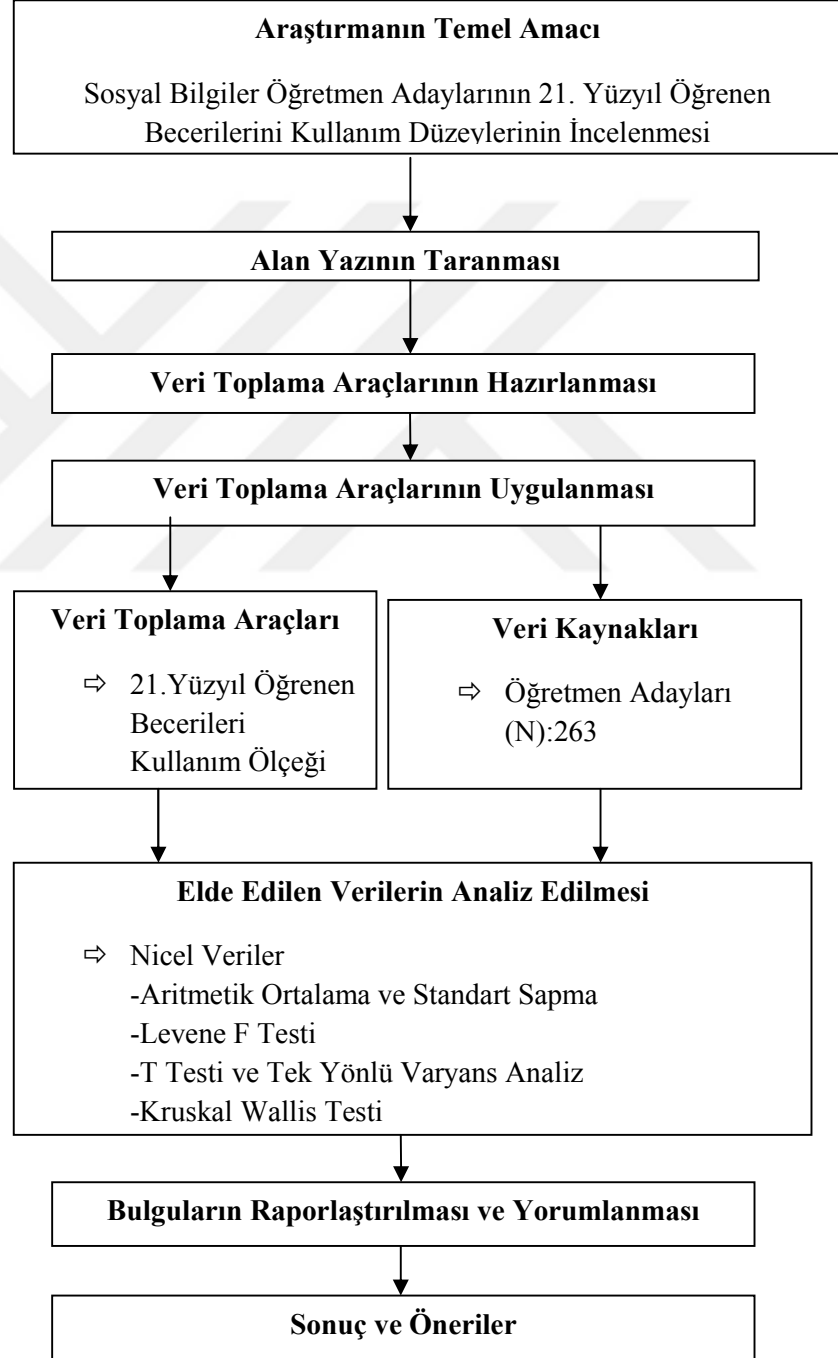 Araştırmanın Temel Amacı
Sosyal Bilgiler Öğretmen Adaylarının 21. Yüzyıl Öğrenen
Becerilerini Kullanım Düzeylerinin İncelenmesi
Alan Yazının Taranması
Veri Toplama Araçlarının Hazırlanması
Veri Toplama Araçlarının Uygulanması
Veri Toplama Araçları
⇨ 21.Yüzyıl Öğrenen
Becerileri
Kullanım Ölçeği
Veri Kaynakları
⇨ Öğretmen Adayları
(N):263
Elde Edilen Verilerin Analiz Edilmesi
⇨ Nicel Veriler
-Aritmetik Ortalama ve Standart Sapma
-Levene F Testi
-T Testi ve Tek Yönlü Varyans Analiz
-Kruskal Wallis Testi
Bulguların Raporlaştırılması ve Yorumlanması
Sonuç ve Öneriler